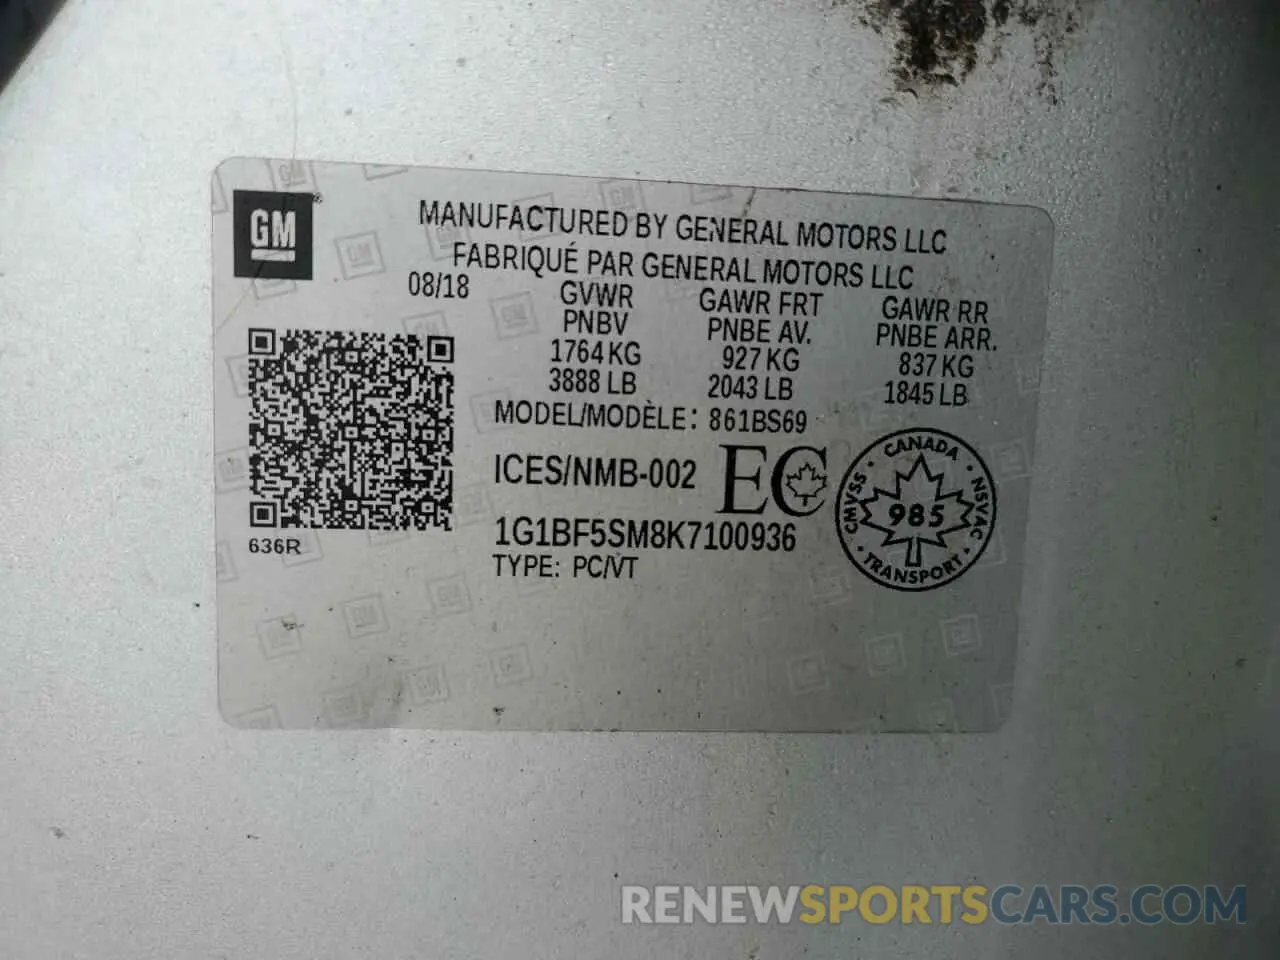 GM®
MANUFACTURED BY GENERAL MOTORS LLC
FABRIQUÉ PAR GENERAL MOTORS LLC
08/18
GVWR GAWR FRT GAWR RR
PNBV PNBE AV. PNBE ARR.
1764 KG 927 KG 837 KG
3888 LB 2043 LB 1845 LB
MODEL/MODÈLE: 861BS69
ICES/NMB-002 EC
CANADA
CMVSS 985 NSVAC
TRANSPORT
1G1BF5SM8K7100936
TYPE: PC/VT
636R
RENEWSPORTSCARS.COM